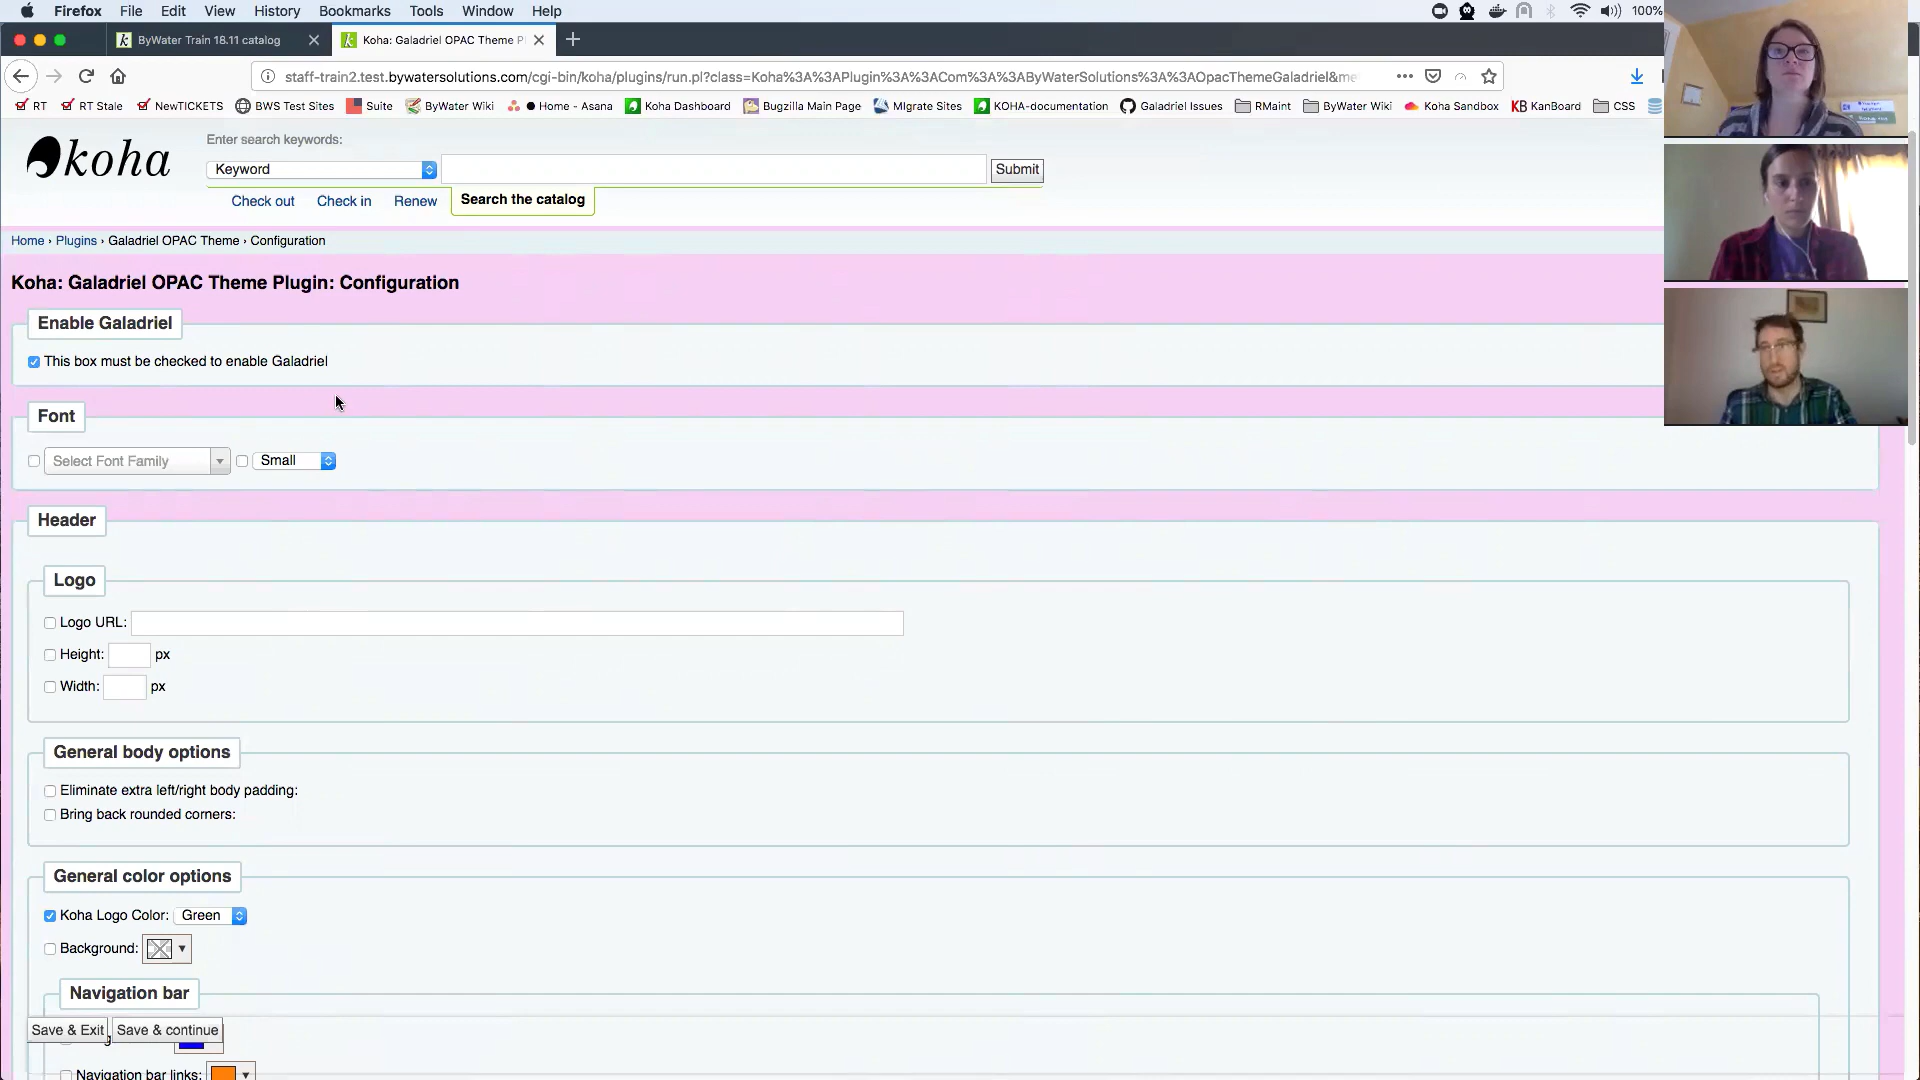 Firefox File Edit View History Bookmarks Tools Window Help 100%
ByWater Train 18.11 catalog Koha: Galadriel OPAC Theme P
staff-train2.test.bywatersolutions.com/cgi-bin/koha/plugins/run.pl?class=Koha%3A%3APlugin%3A%3ACom%3A%3AByWaterSolutions%3A%3AOpacThemeGaladriel&me
RT RT Stale NewTICKETS BWS Test Sites Suite ByWater Wiki Home - Asana Koha Dashboard Bugzilla Main Page MIgrate Sites KOHA-documentation Galadriel Issues RMaint ByWater Wiki Koha Sandbox KB KanBoard CSS
koha
Enter search keywords:
Keyword Submit
Check out Check in Renew Search the catalog
Home › Plugins › Galadriel OPAC Theme › Configuration
Koha: Galadriel OPAC Theme Plugin: Configuration
Enable Galadriel
This box must be checked to enable Galadriel
Font
Select Font Family Small
Header
Logo
Logo URL:
Height: px
Width: px
General body options
Eliminate extra left/right body padding:
Bring back rounded corners:
General color options
Koha Logo Color: Green
Background:
Navigation bar
Save & Exit Save & continue
Navigation bar links: